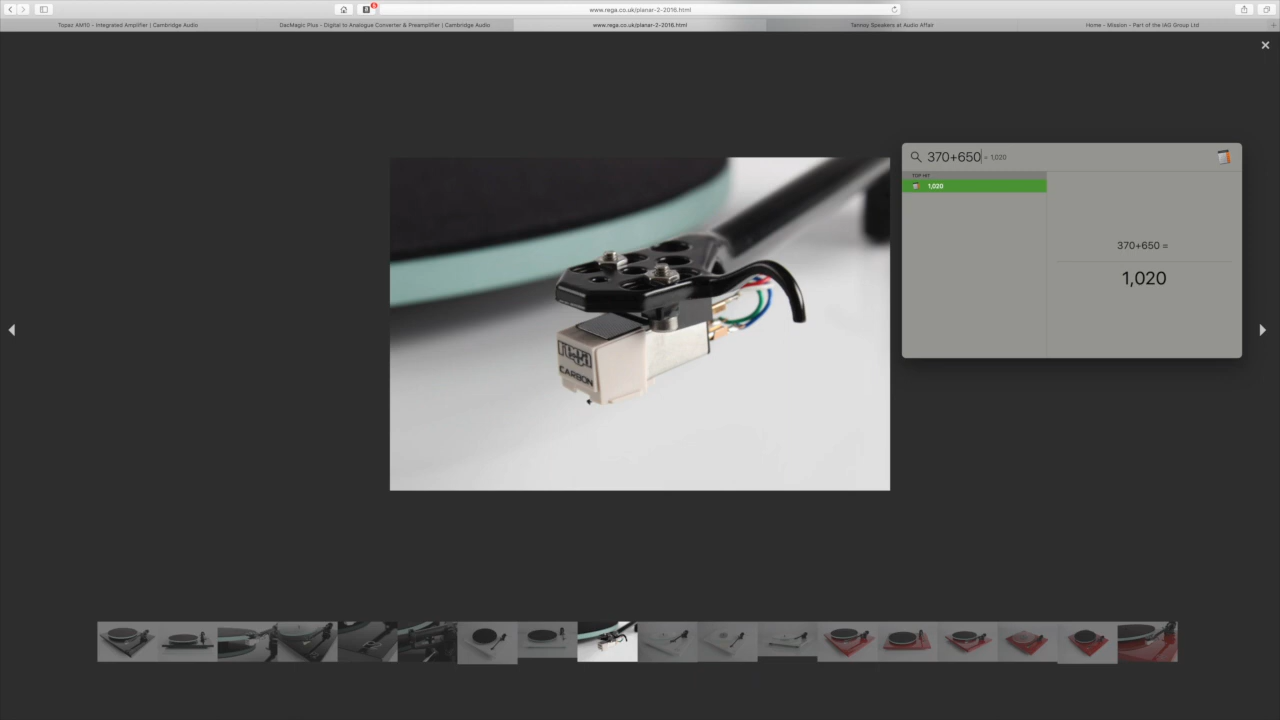 www.rega.co.uk/planar-2-2016.html
Topaz AM10 - Integrated Amplifier | Cambridge Audio
DacMagic Plus - Digital to Analogue Converter & Preamplifier | Cambridge Audio
www.rega.co.uk/planar-2-2016.html
Tannoy Speakers at Audio Affair
Home - Mission - Part of the IAG Group Ltd
370+650 = 1,020
TOP HIT
1,020
370+650 =
1,020
rega
CARBON